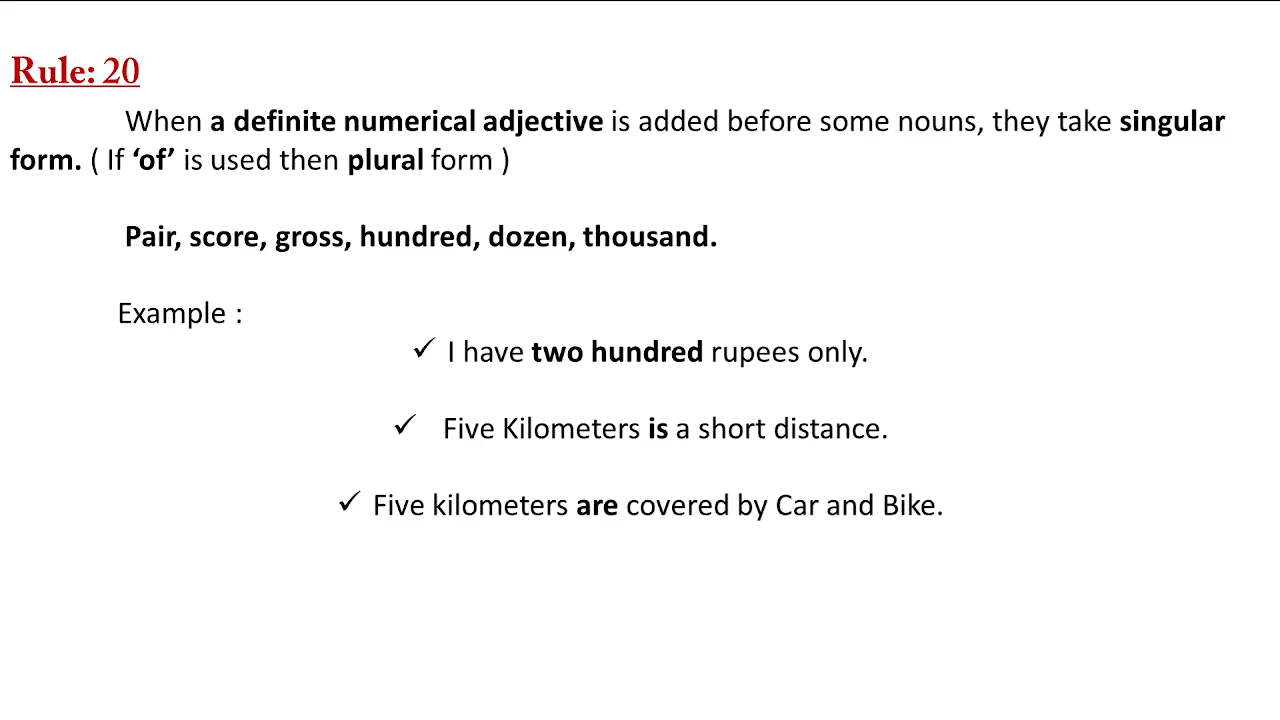 Rule: 20
When a definite numerical adjective is added before some nouns, they take singular
form. ( If ‘of’ is used then plural form )
Pair, score, gross, hundred, dozen, thousand.
Example :
✓ I have two hundred rupees only.
✓ Five Kilometers is a short distance.
✓ Five kilometers are covered by Car and Bike.